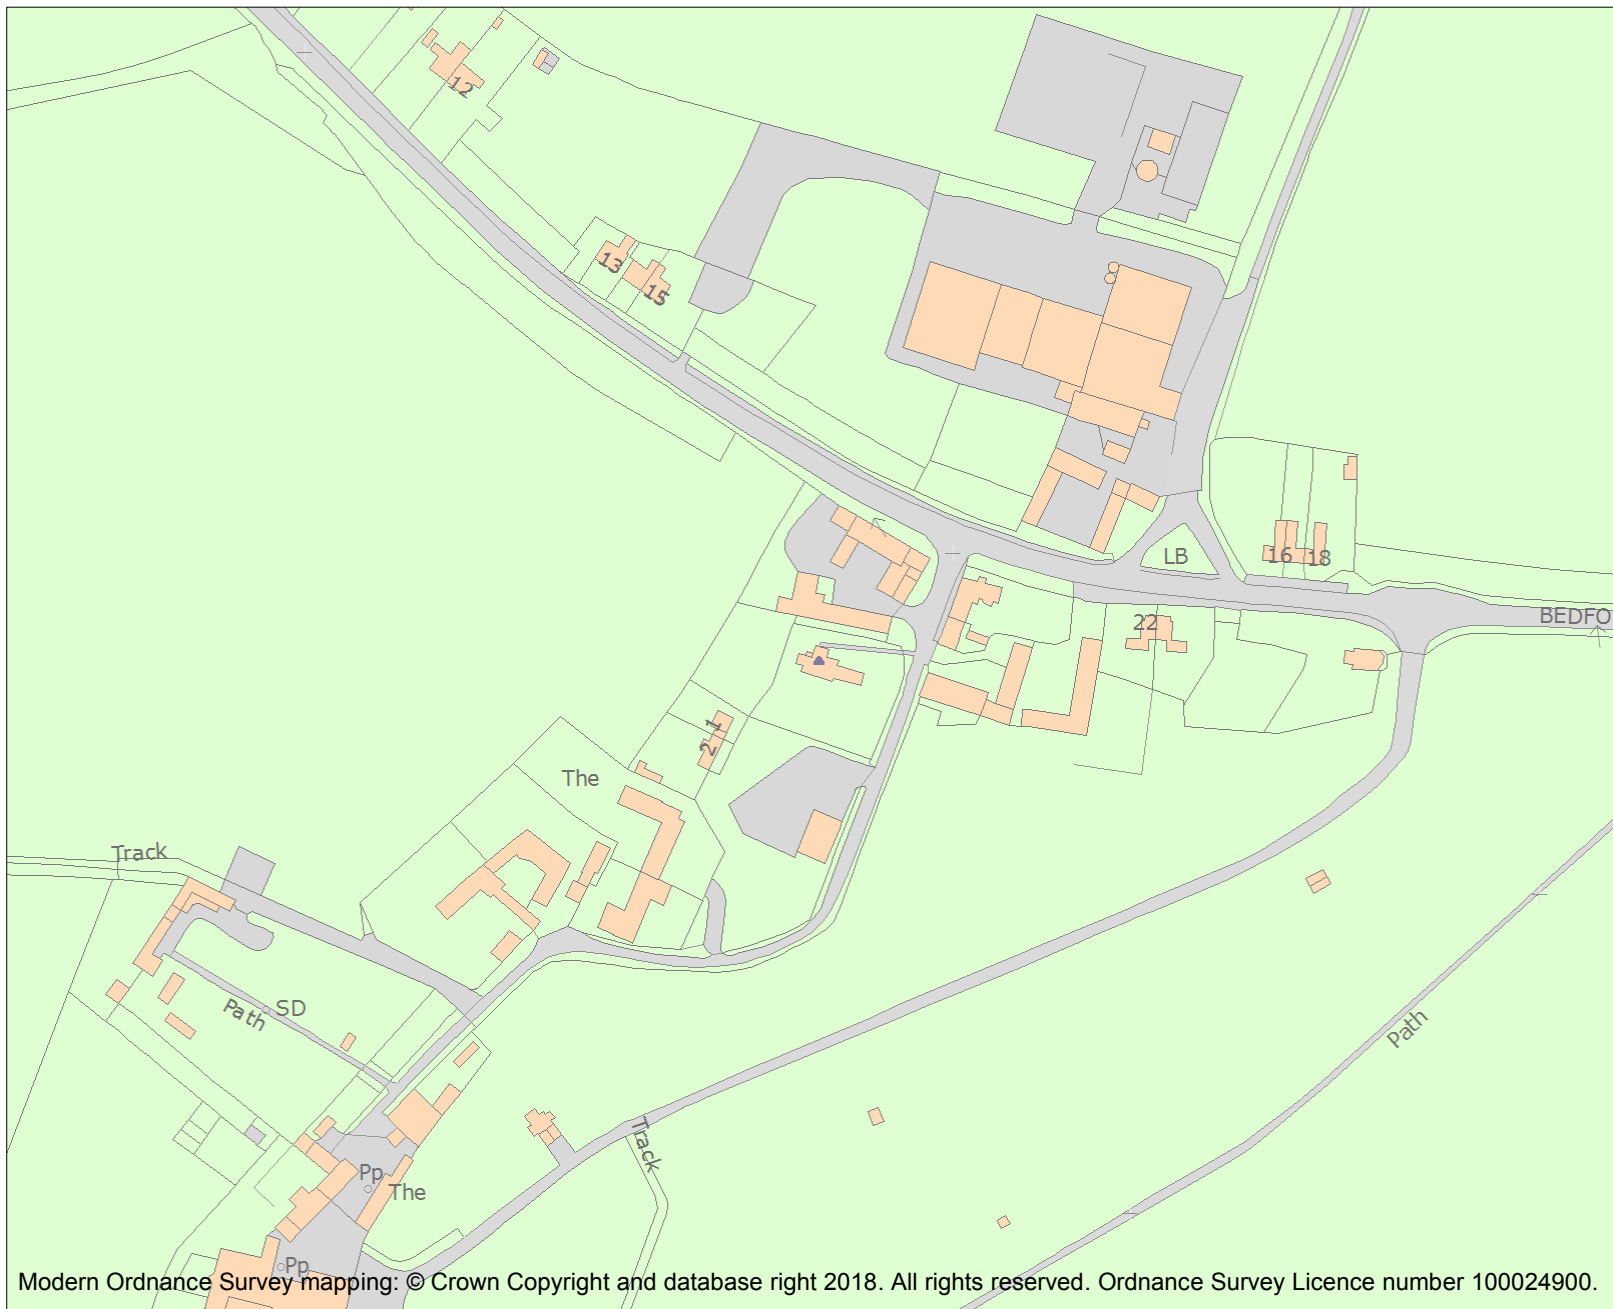 12
13
15
LB
16
18
22
BEDFO
1
2
The
Track
SD
Path
Path
Track
Pp
The
Pp
Modern Ordnance Survey mapping: © Crown Copyright and database right 2018. All rights reserved. Ordnance Survey Licence number 100024900.